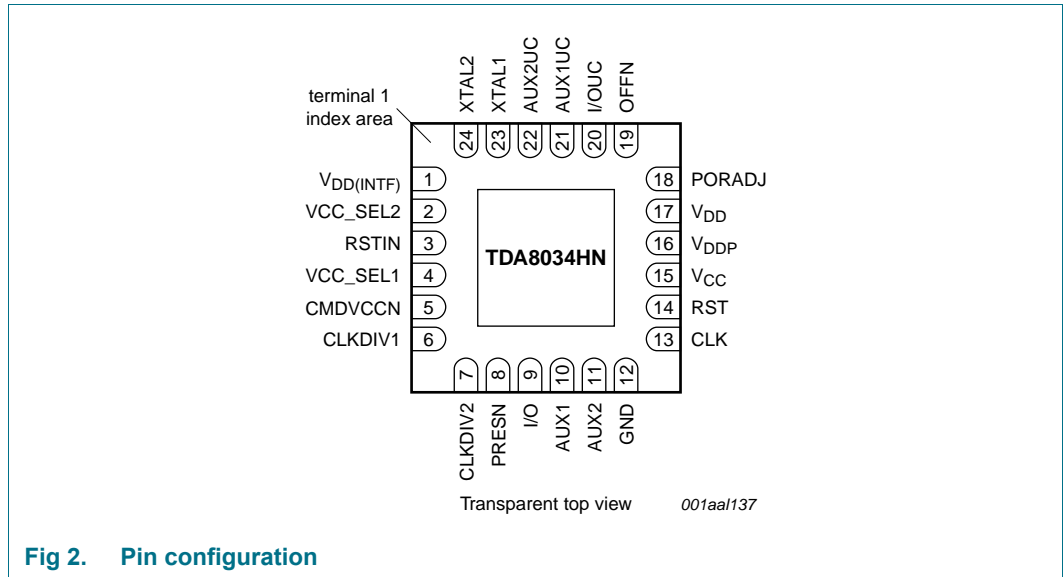 XTAL2
XTAL1
AUX2UC
AUX1UC
I/OUC
OFFN
terminal 1
index area
24
23
22
21
20
19
VDD(INTF) 1
VCC_SEL2 2
RSTIN 3
VCC_SEL1 4
CMDVCCN 5
CLKDIV1 6
TDA8034HN
18 PORADJ
17 VDD
16 VDDP
15 VCC
14 RST
13 CLK
7
8
9
10
11
12
CLKDIV2
PRESN
I/O
AUX1
AUX2
GND
Transparent top view 001aal137
Fig 2. Pin configuration